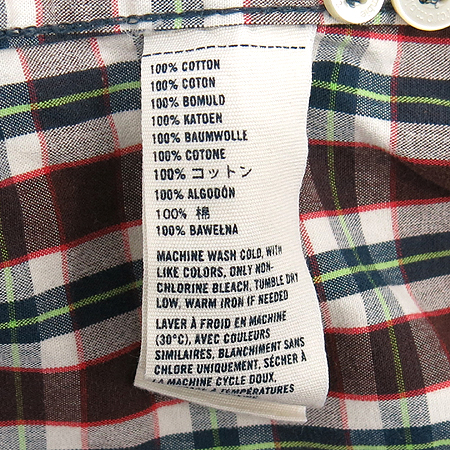 100% COTTON
100% COTON
100% BOMULD
100% KATOEN
100% BAUMWOLLE
100% COTONE
100% コットン
100% ALGODÓN
100% 棉
100% BAWEŁNA
MACHINE WASH COLD, WITH
LIKE COLORS, ONLY NON-
CHLORINE BLEACH, TUMBLE DRY
LOW, WARM IRON IF NEEDED
LAVER À FROID EN MACHINE
(30°C), AVEC COULEURS
SIMILAIRES, BLANCHIMENT SANS
CHLORE UNIQUEMENT, SÉCHER À
LA MACHINE CYCLE DOUX,
À TEMPÉRATURES